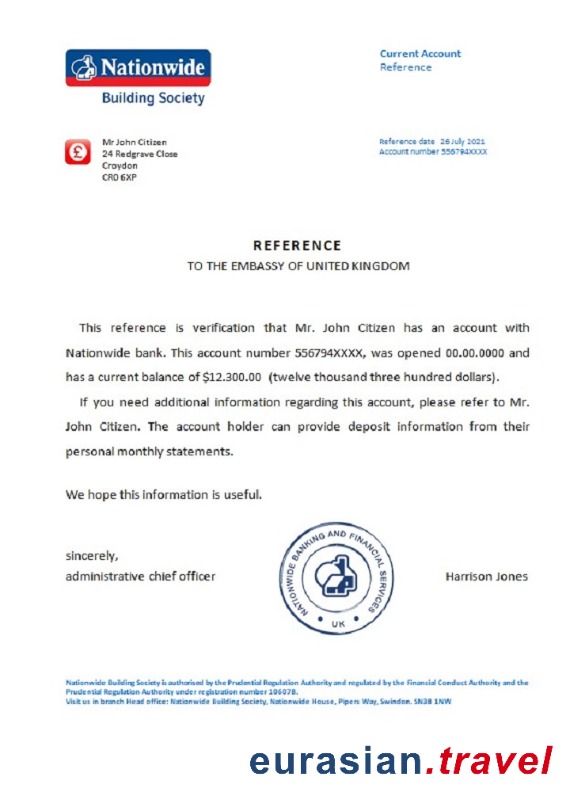 Nationwide
Building Society
Current Account
Reference
Mr John Citizen
24 Redgrave Close
Croydon
CR0 6XP
Reference date 26 July 2021
Account number 556794XXXX
REFERENCE
TO THE EMBASSY OF UNITED KINGDOM
This reference is verification that Mr. John Citizen has an account with
Nationwide bank. This account number 556794XXXX, was opened 00.00.0000 and
has a current balance of $12.300.00 (twelve thousand three hundred dollars).
If you need additional information regarding this account, please refer to Mr.
John Citizen. The account holder can provide deposit information from their
personal monthly statements.
We hope this information is useful.
sincerely,
administrative chief officer
NATIONWIDE BANKING AND FINANCIAL SERVICES
UK
Harrison Jones
Nationwide Building Society is authorised by the Prudential Regulation Authority and regulated by the Financial Conduct Authority and the
Prudential Regulation Authority under registration number 106078.
Visit us in branch Head office: Nationwide Building Society, Nationwide House, Pipers Way, Swindon. SN38 1NW
eurasian.travel